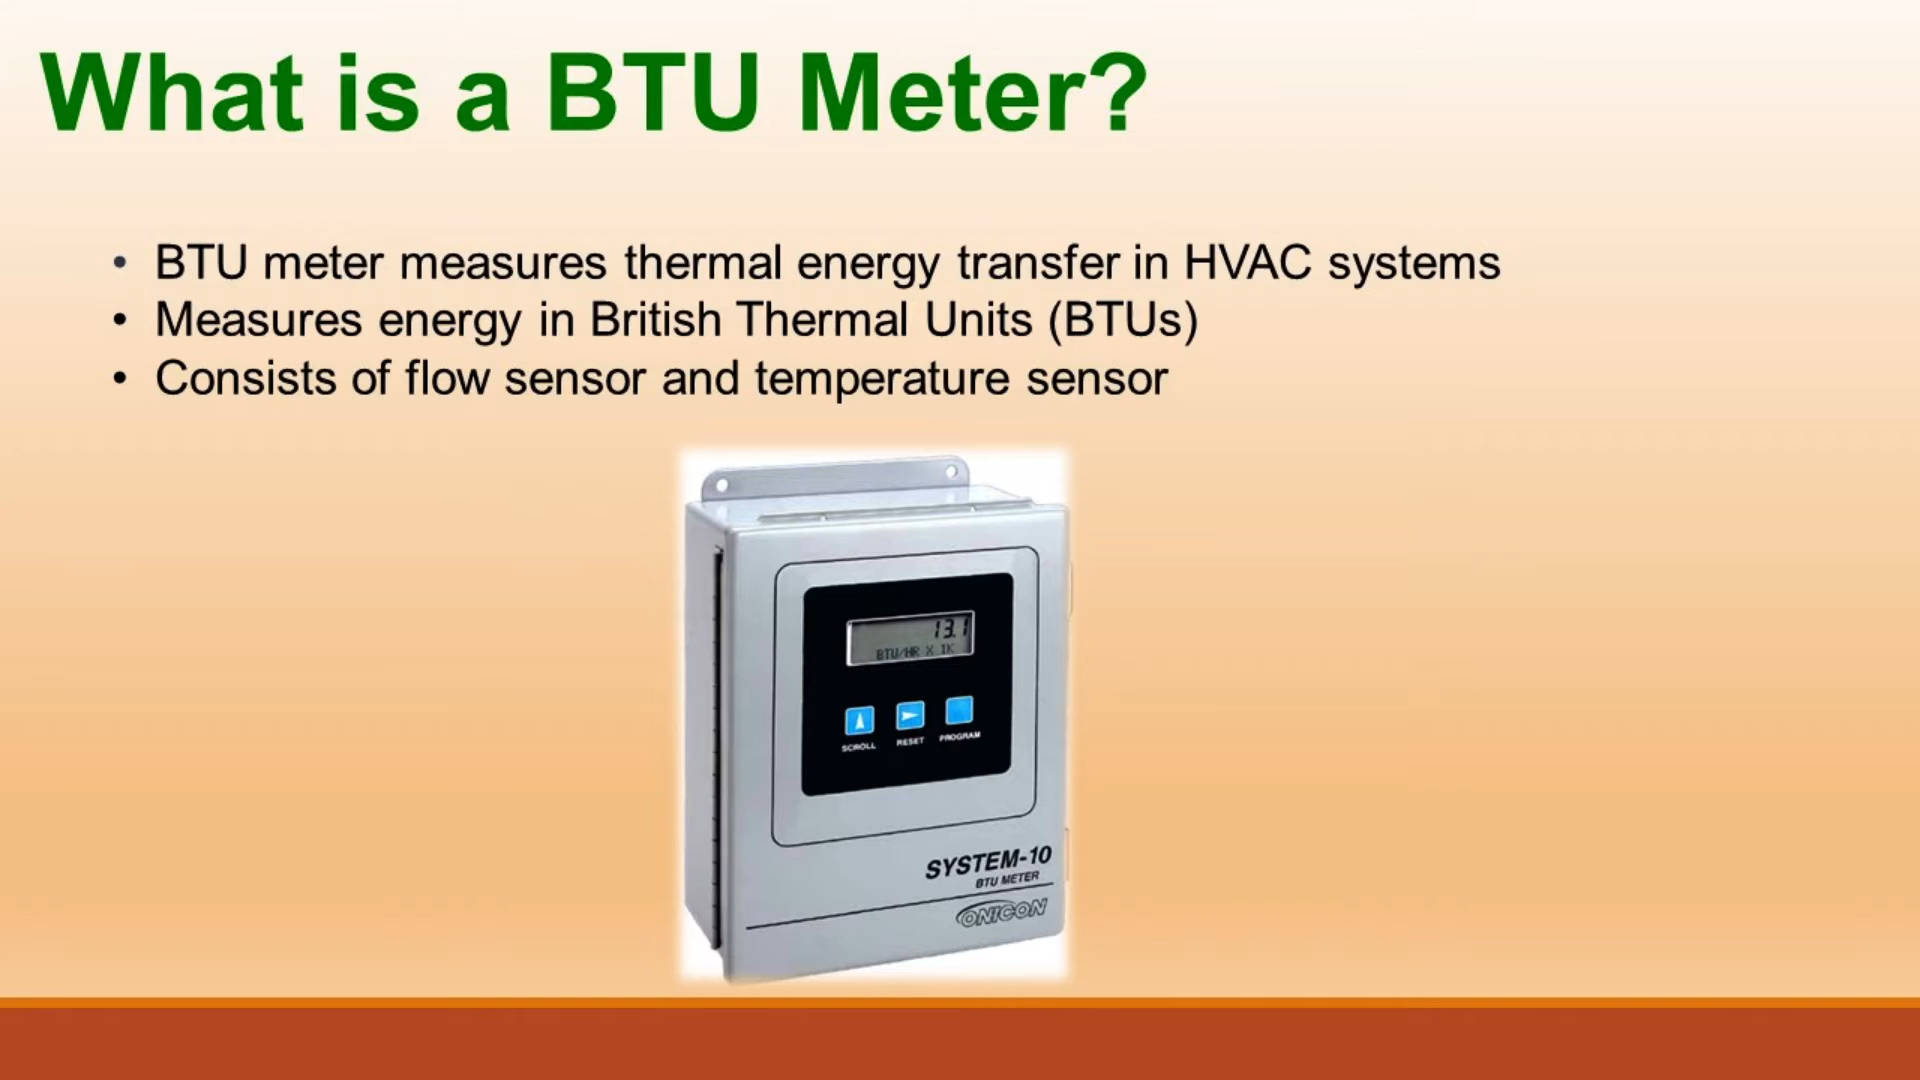 What is a BTU Meter?
• BTU meter measures thermal energy transfer in HVAC systems
• Measures energy in British Thermal Units (BTUs)
• Consists of flow sensor and temperature sensor
13.1
BTU/HR X 1K
SCROLL RESET PROGRAM
SYSTEM-10
BTU METER
ONICON